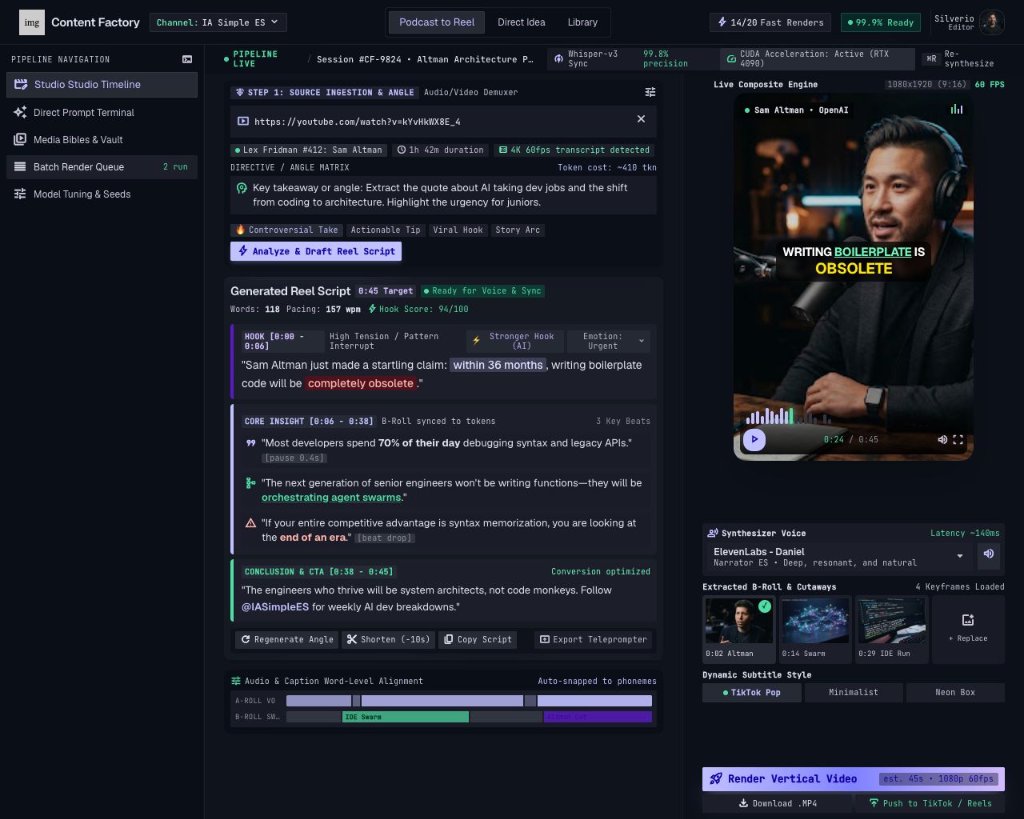 img
Content Factory
Channel: IA Simple ES
Podcast to Reel
Direct Idea
Library
14/20 Fast Renders
99.9% Ready
Silverio
Editor
PIPELINE NAVIGATION
Studio Studio Timeline
Direct Prompt Terminal
Media Bibles & Vault
Batch Render Queue
2 run
Model Tuning & Seeds
PIPELINE
LIVE
/
Session #CF-9824 • Altman Architecture P…
Whisper-v3
Sync
99.8%
precision
CUDA Acceleration: Active (RTX
4090)
⌘R
Re-
synthesize
STEP 1: SOURCE INGESTION & ANGLE
Audio/Video Demuxer
https://youtube.com/watch?v=kYvHkWX8E_4
Lex Fridman #412: Sam Altman
1h 42m duration
4K 60fps transcript detected
DIRECTIVE / ANGLE MATRIX
Token cost: ~410 tkn
Key takeaway or angle: Extract the quote about AI taking dev jobs and the shift
from coding to architecture. Highlight the urgency for juniors.
🔥 Controversial Take
Actionable Tip
Viral Hook
Story Arc
Analyze & Draft Reel Script
Generated Reel Script
0:45 Target
Ready for Voice & Sync
Words: 118 Pacing: 157 wpm
Hook Score: 94/100
HOOK [0:00 -
0:06]
High Tension / Pattern
Interrupt
⚡ Stronger Hook
(AI)
Emotion:
Urgent
"Sam Altman just made a startling claim: within 36 months, writing boilerplate
code will be completely obsolete."
CORE INSIGHT [0:06 - 0:38]
B-Roll synced to tokens
3 Key Beats
"Most developers spend 70% of their day debugging syntax and legacy APIs."
[pause 0.4s]
"The next generation of senior engineers won't be writing functions—they will be
orchestrating agent swarms."
"If your entire competitive advantage is syntax memorization, you are looking at
the end of an era." [beat drop]
CONCLUSION & CTA [0:38 - 0:45]
Conversion optimized
"The engineers who thrive will be system architects, not code monkeys. Follow
@IASimpleES for weekly AI dev breakdowns."
Regenerate Angle
Shorten (-10s)
Copy Script
Export Teleprompter
Audio & Caption Word-Level Alignment
Auto-snapped to phonemes
A-ROLL VO
B-ROLL SW…
IDE Swarm
Live Composite Engine
1080x1920 (9:16)
60 FPS
Sam Altman • OpenAI
WRITING BOILERPLATE IS
OBSOLETE
0:24 / 0:45
Synthesizer Voice
Latency ~140ms
ElevenLabs - Daniel
Narrator ES • Deep, resonant, and natural
Extracted B-Roll & Cutaways
4 Keyframes Loaded
0:02 Altman
0:14 Swarm
0:29 IDE Run
+ Replace
Dynamic Subtitle Style
TikTok Pop
Minimalist
Neon Box
Render Vertical Video
est. 45s • 1080p 60fps
Download .MP4
Push to TikTok / Reels